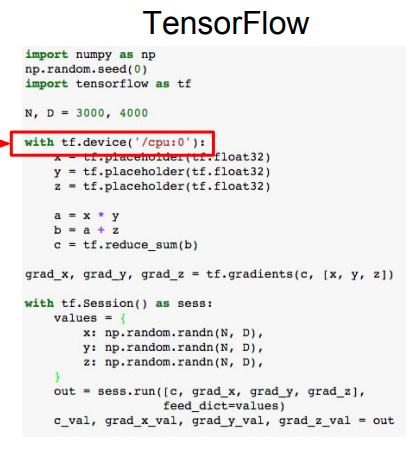 TensorFlow
import numpy as np
np.random.seed(0)
import tensorflow as tf
N, D = 3000, 4000
with tf.device('/cpu:0'):
x = tf.placeholder(tf.float32)
y = tf.placeholder(tf.float32)
z = tf.placeholder(tf.float32)
a = x * y
b = a + z
c = tf.reduce_sum(b)
grad_x, grad_y, grad_z = tf.gradients(c, [x, y, z])
with tf.Session() as sess:
values = {
x: np.random.randn(N, D),
y: np.random.randn(N, D),
z: np.random.randn(N, D),
}
out = sess.run([c, grad_x, grad_y, grad_z],
feed_dict=values)
c_val, grad_x_val, grad_y_val, grad_z_val = out